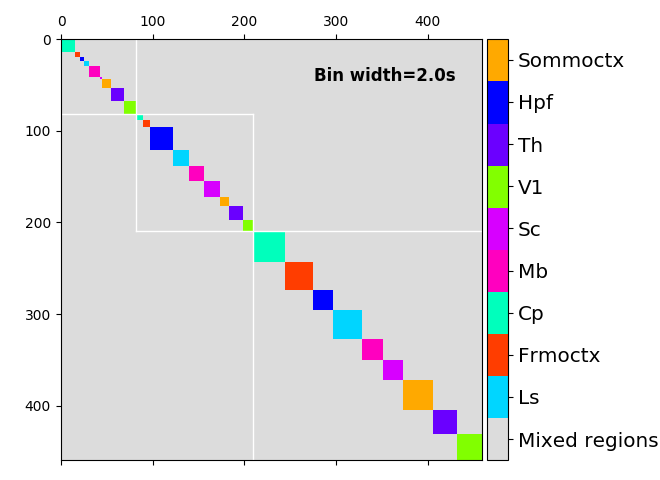 0 100 200 300 400
0
100
200
300
400
Bin width=2.0s
Sommoctx
Hpf
Th
V1
Sc
Mb
Cp
Frmoctx
Ls
Mixed regions